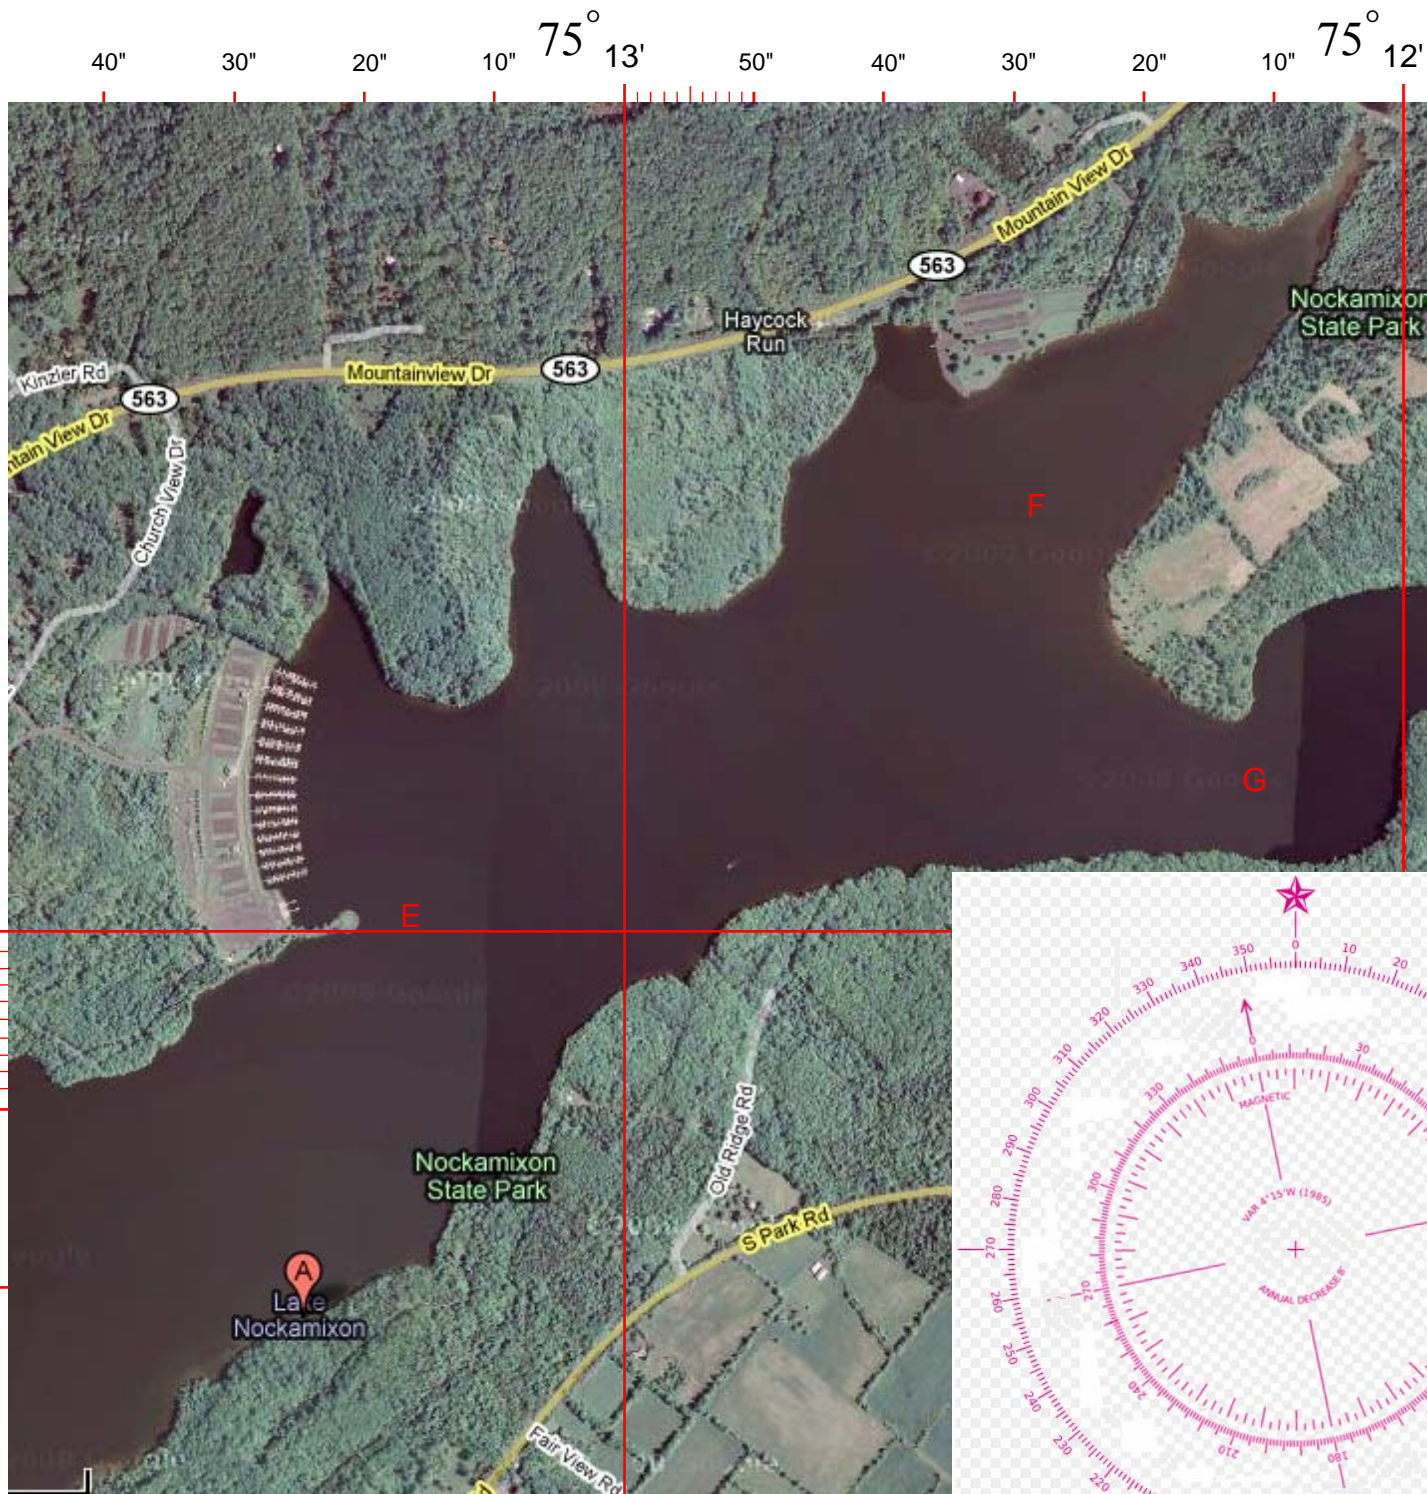 75° 13'
75° 12'
40" 30" 20" 10" 50" 40" 30" 20" 10"
Mountain View Dr
563
Nockamixon
State Park
Haycock
Run
Kinzler Rd
563
Mountainview Dr
563
ntain View Dr
Church View Dr
F
G
E
Old Ridge Rd
Nockamixon
State Park
S Park Rd
A
Lake
Nockamixon
Fair View Rd
0 10 20
350 340 330 320 310 300 290 280 270 260 250 240 230 220
0 30
330 300 270 240 210 180
MAGNETIC
VAR 4°15'W (1985)
ANNUAL DECREASE 8'